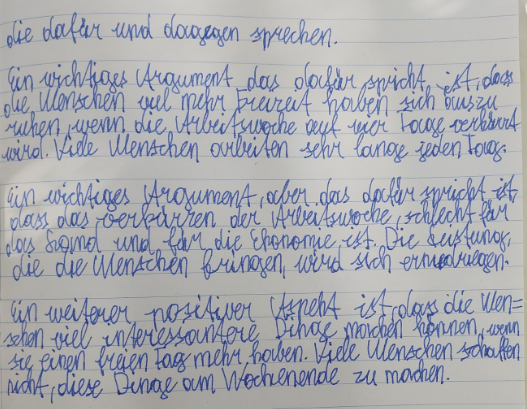 die dafür und dagegen sprechen.
Ein wichtiges Argument das dafür spricht ist, dass
die Menschen viel mehr Freizeit haben sich auszu
ruhen, wenn die Arbeitswoche auf vier Tage verkürzt
wird. Viele Menschen arbeiten sehr lange jeden Tag.
Ein wichtiges Argument, aber das dafür spricht ist,
dass das verkürzen der Arbeitswoche, schlecht für
das und für die Ekonomie ist. Die Leistung,
die die Menschen bringen, wird sich
Ein weiterer positiver Aspekt ist, dass die Men=
schen viel interessantere Dinge machen können, wenn
sie einen freien Tag mehr haben. Viele Menschen schaffen
nicht, diese Dinge am Wochenende zu machen.